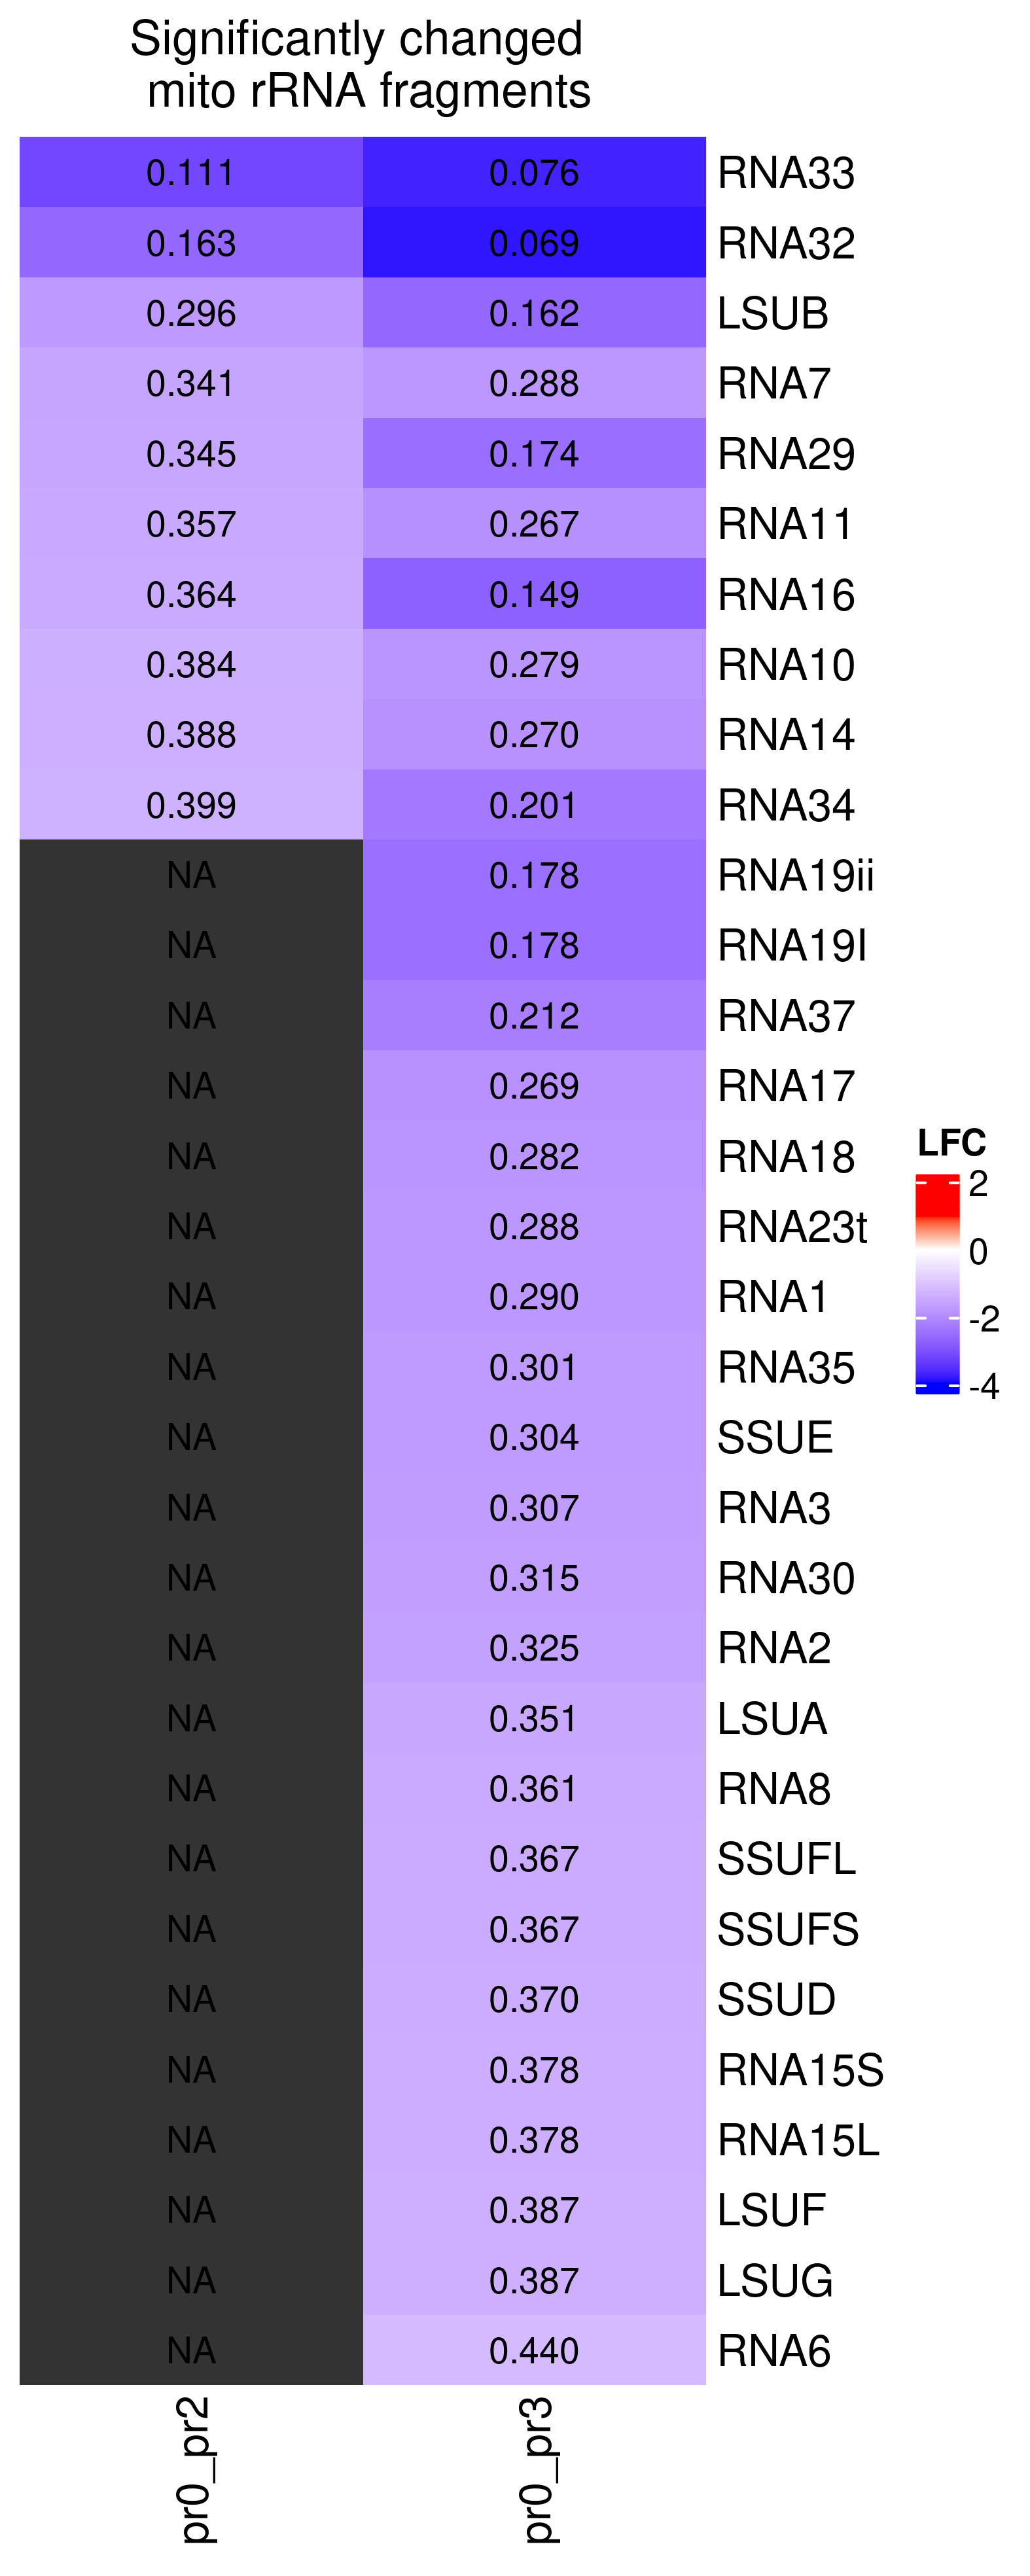 Significantly changed
mito rRNA fragments
0.111 0.076 RNA33
0.163 0.069 RNA32
0.296 0.162 LSUB
0.341 0.288 RNA7
0.345 0.174 RNA29
0.357 0.267 RNA11
0.364 0.149 RNA16
0.384 0.279 RNA10
0.388 0.270 RNA14
0.399 0.201 RNA34
NA 0.178 RNA19ii
NA 0.178 RNA19I
NA 0.212 RNA37
NA 0.269 RNA17
NA 0.282 RNA18
NA 0.288 RNA23t
NA 0.290 RNA1
NA 0.301 RNA35
NA 0.304 SSUE
NA 0.307 RNA3
NA 0.315 RNA30
NA 0.325 RNA2
NA 0.351 LSUA
NA 0.361 RNA8
NA 0.367 SSUFL
NA 0.367 SSUFS
NA 0.370 SSUD
NA 0.378 RNA15S
NA 0.378 RNA15L
NA 0.387 LSUF
NA 0.387 LSUG
NA 0.440 RNA6
pr0_pr2 pr0_pr3
LFC
2
0
-2
-4